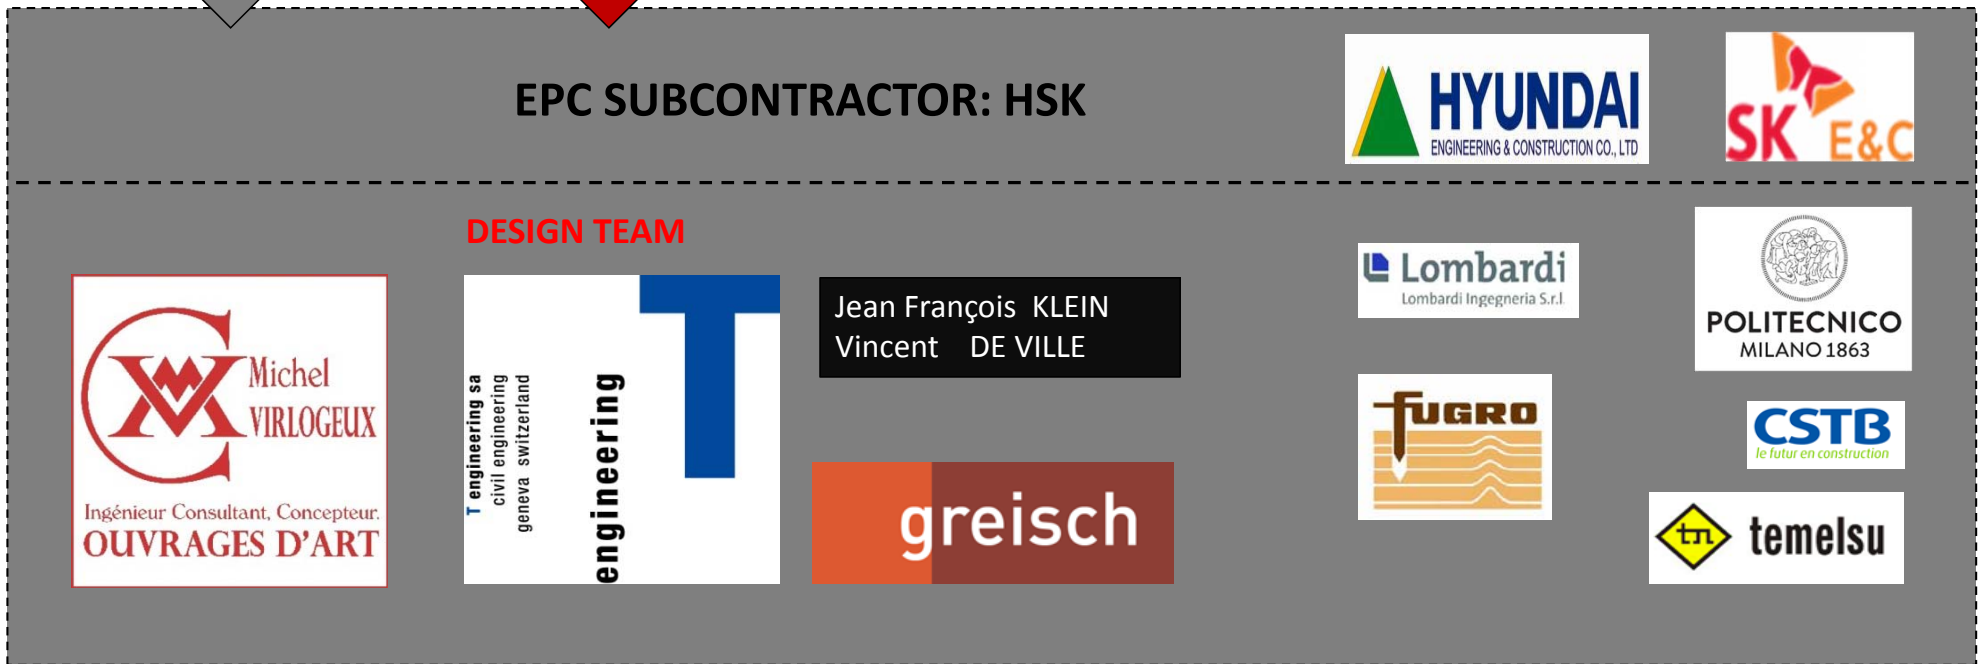 EPC SUBCONTRACTOR: HSK
HYUNDAI
ENGINEERING & CONSTRUCTION CO., LTD
SK E&C
DESIGN TEAM
Michel
VIRLOGEUX
Ingénieur Consultant, Concepteur.
OUVRAGES D'ART
T engineering sa
civil engineering
geneva switzerland
engineering
T
Jean François KLEIN
Vincent DE VILLE
greisch
Lombardi
Lombardi Ingegneria S.r.l.
POLITECNICO
MILANO 1863
FUGRO
CSTB
le futur en construction
temelsu